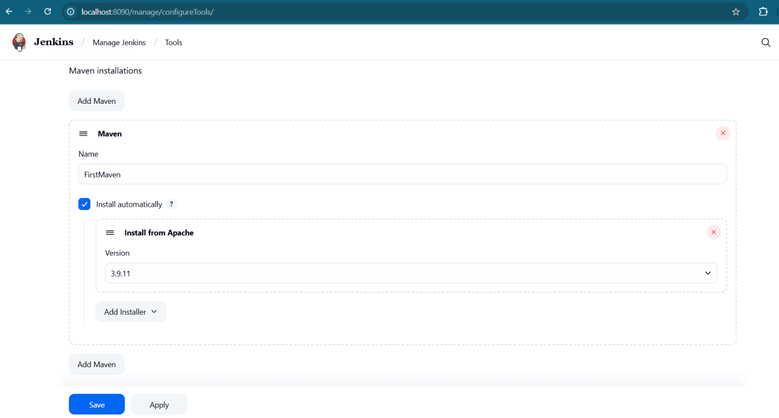 localhost:8090/manage/configureTools/
Jenkins / Manage Jenkins / Tools
Maven installations
Add Maven
Maven
Name
FirstMaven
Install automatically ?
Install from Apache
Version
3.9.11
Add Installer
Add Maven
Save Apply